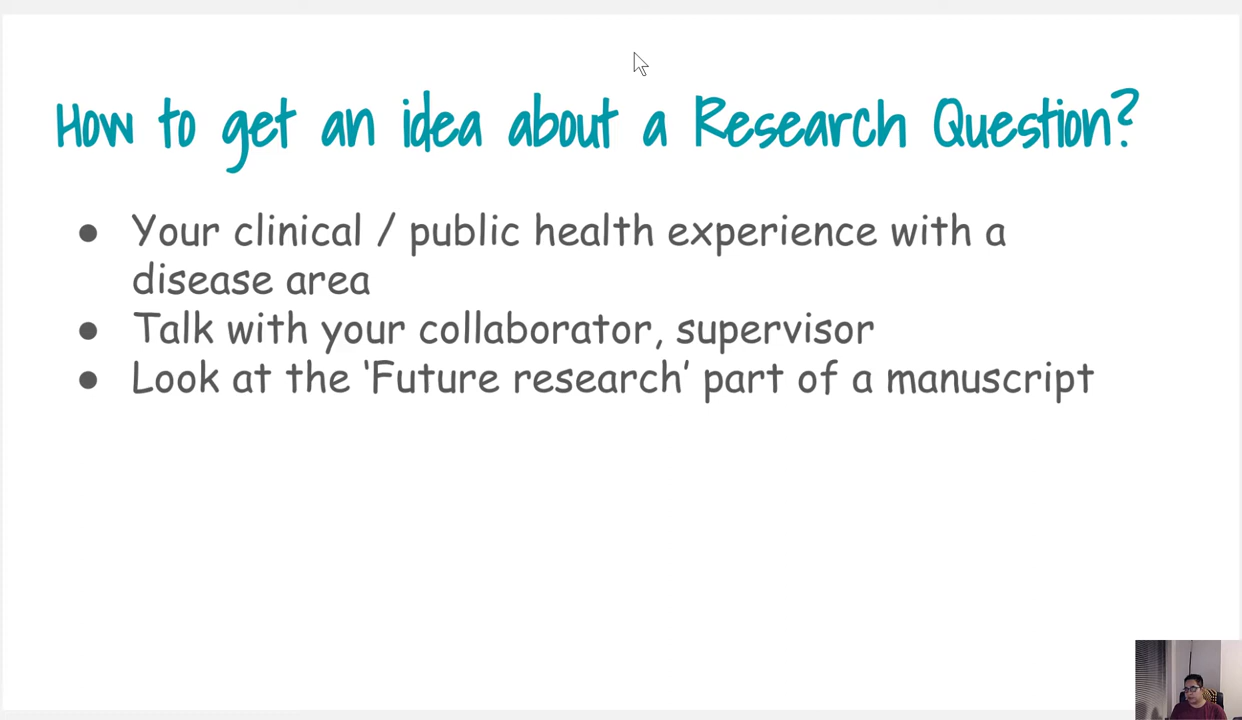 How to get an idea about a Research Question?
● Your clinical / public health experience with a
disease area
● Talk with your collaborator, supervisor
● Look at the ‘Future research’ part of a manuscript